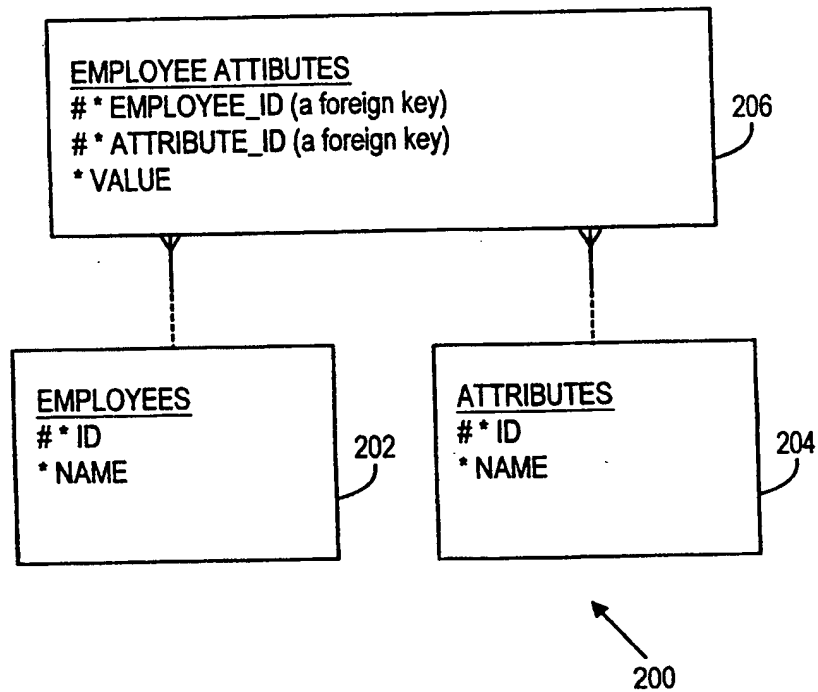 EMPLOYEE ATTIBUTES
# * EMPLOYEE_ID (a foreign key)
# * ATTRIBUTE_ID (a foreign key)
* VALUE
206
EMPLOYEES
# * ID
* NAME
202
ATTRIBUTES
# * ID
* NAME
204
200